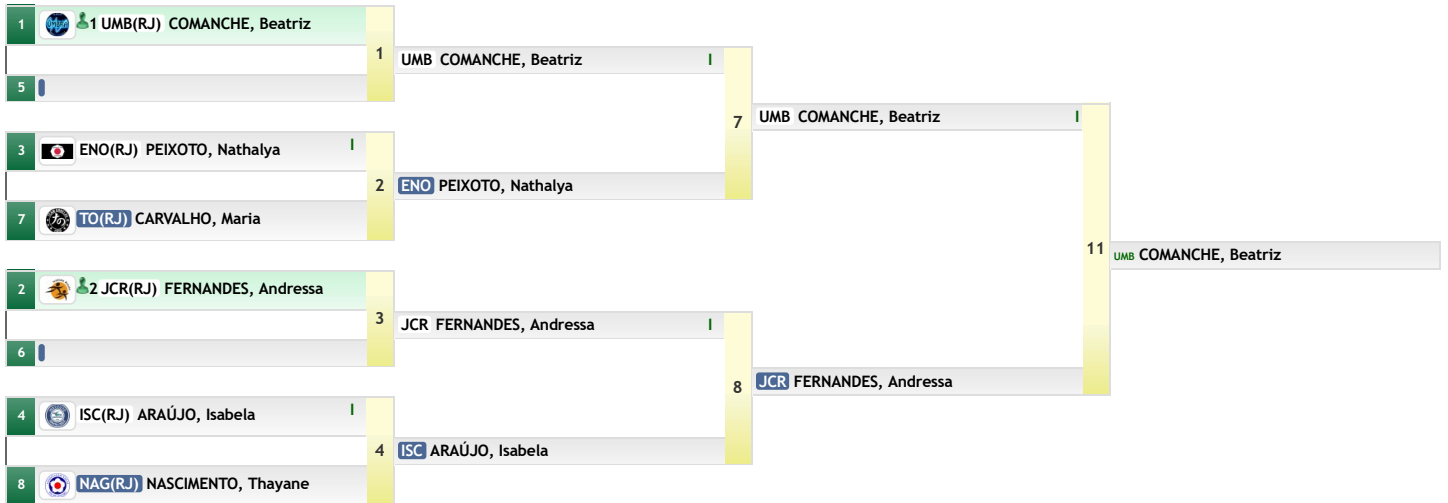 1 1 UMB(RJ) COMANCHE, Beatriz
1
UMB COMANCHE, Beatriz I
5
7
UMB COMANCHE, Beatriz I
3 ENO(RJ) PEIXOTO, Nathalya I
2
ENO PEIXOTO, Nathalya
7 TO(RJ) CARVALHO, Maria
11
UMB COMANCHE, Beatriz
2 2 JCR(RJ) FERNANDES, Andressa
3
JCR FERNANDES, Andressa I
6
8
JCR FERNANDES, Andressa
4 ISC(RJ) ARAÚJO, Isabela I
4
ISC ARAÚJO, Isabela
8 NAG(RJ) NASCIMENTO, Thayane